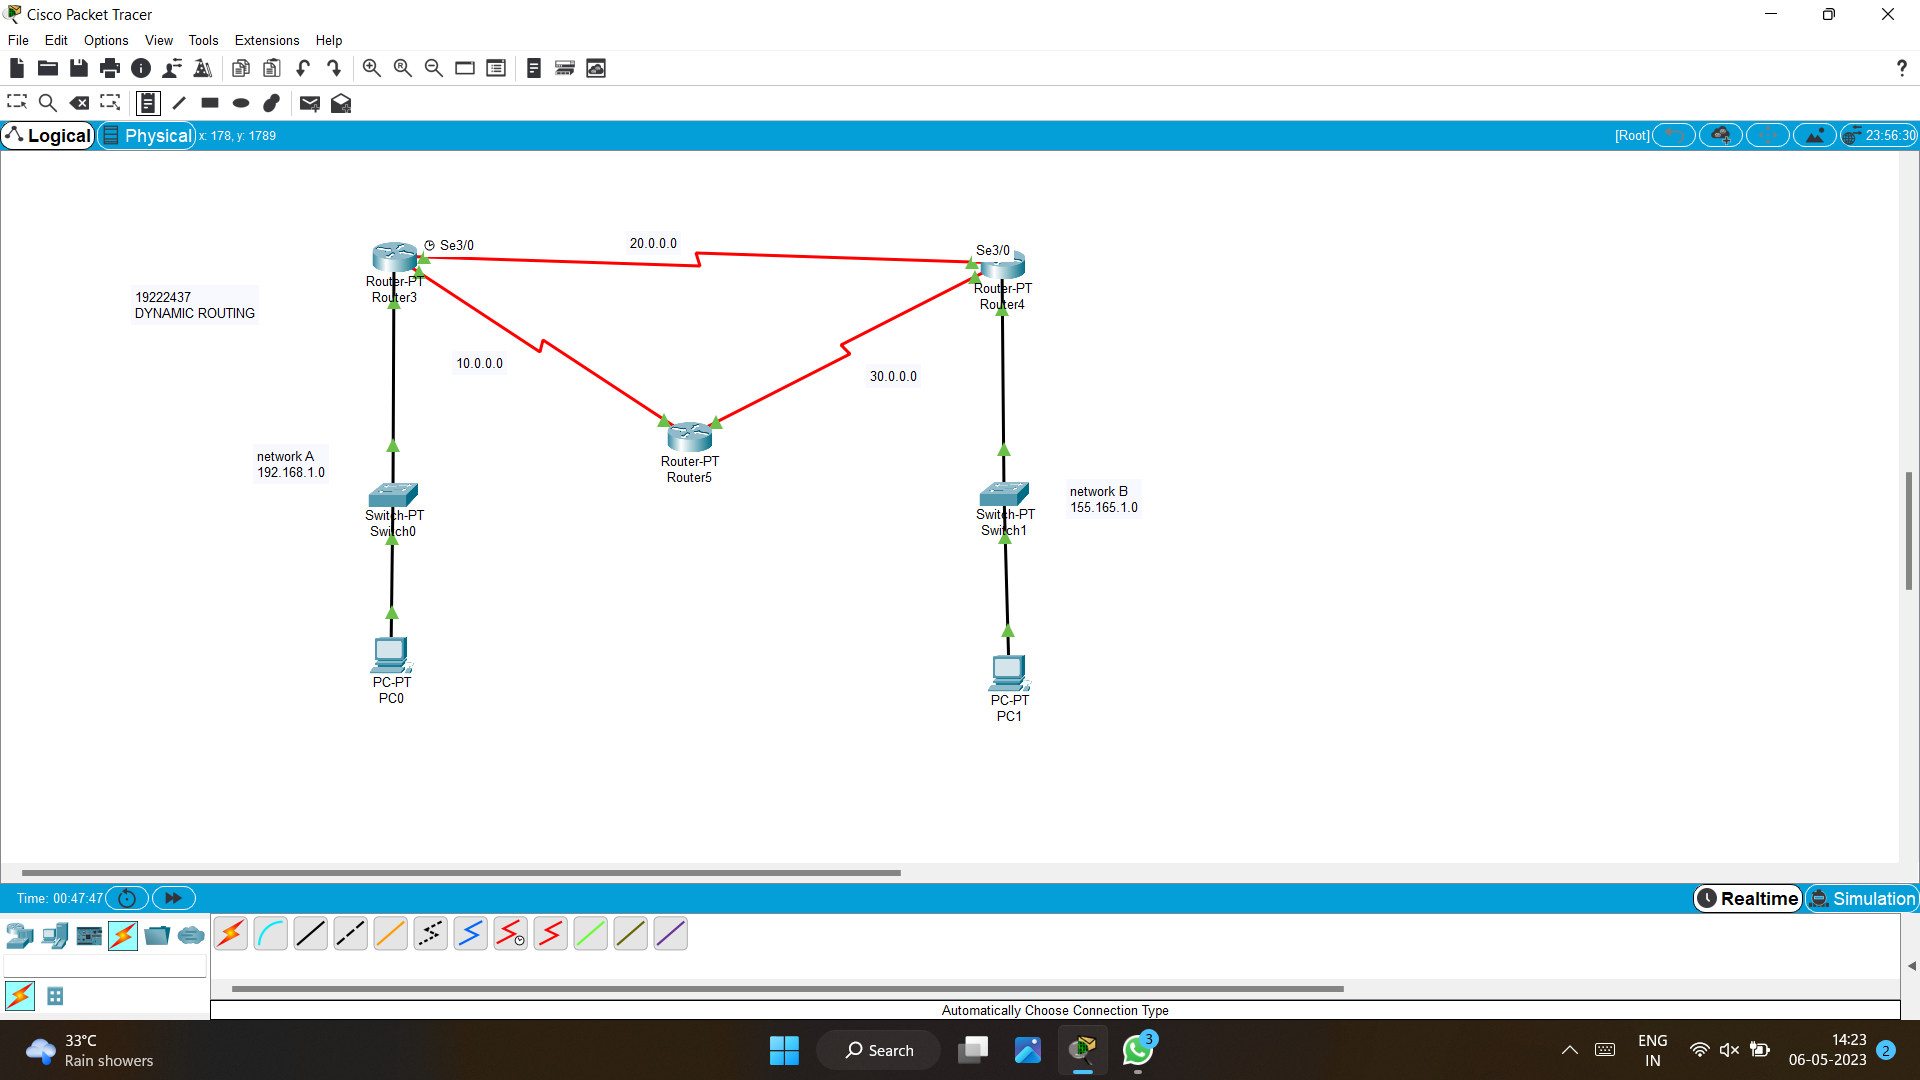 Cisco Packet Tracer
File Edit Options View Tools Extensions Help
Logical Physical x: 178, y: 1789 [Root] 23:56:30
Se3/0
20.0.0.0
Se3/0
Router-PT
Router3
Router-PT
Router4
19222437
DYNAMIC ROUTING
10.0.0.0
30.0.0.0
Router-PT
Router5
network A
192.168.1.0
network B
155.165.1.0
Switch-PT
Switch0
Switch-PT
Switch1
PC-PT
PC0
PC-PT
PC1
Time: 00:47:47
Realtime Simulation
Automatically Choose Connection Type
33°C
Rain showers
Search
3
ENG
IN
14:23
06-05-2023
2